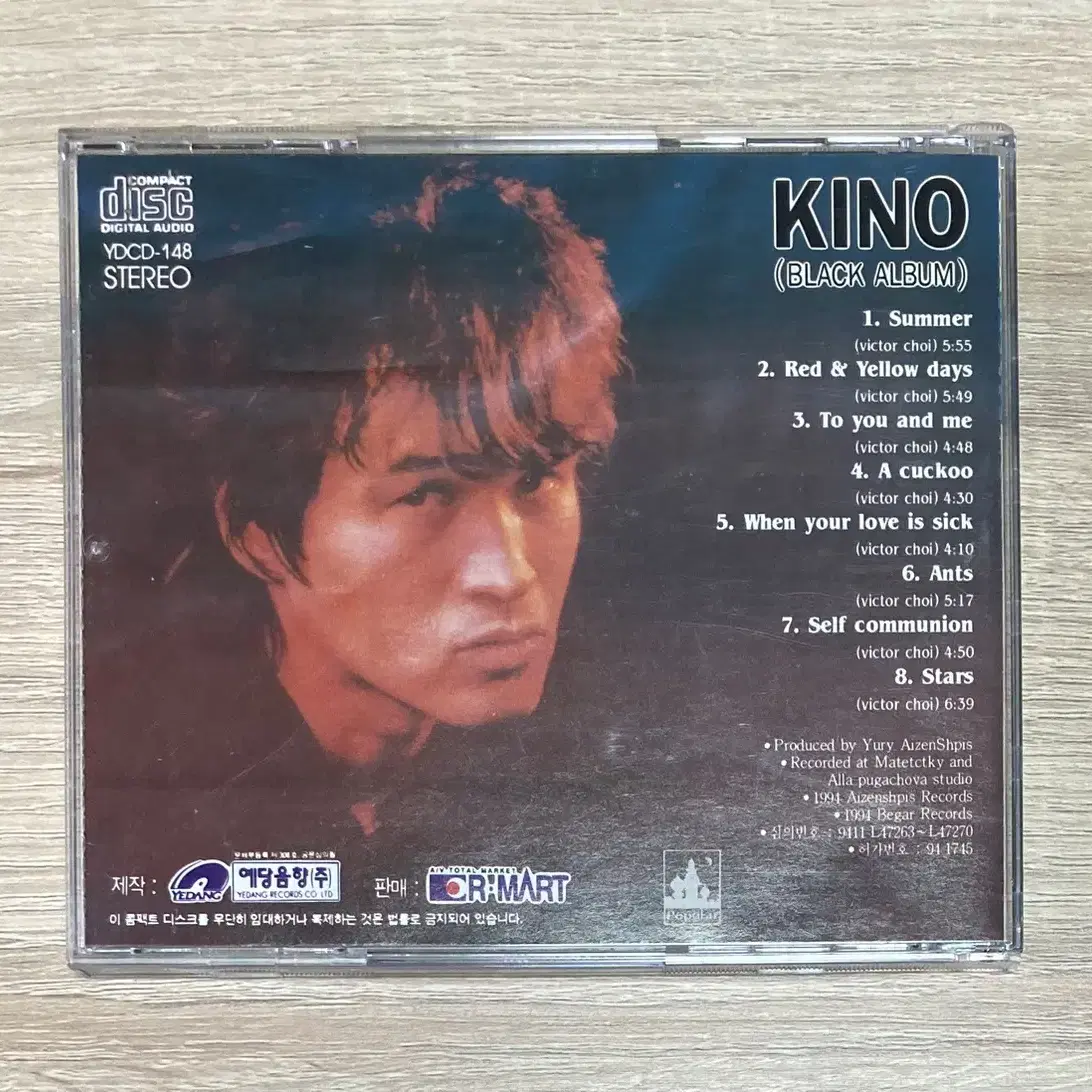 COMPACT
disc
DIGITAL AUDIO
YDCD-148
STEREO
KINO
(BLACK ALBUM)
1. Summer
(victor choi) 5:55
2. Red & Yellow days
(victor choi) 5:49
3. To you and me
(victor choi) 4:48
4. A cuckoo
(victor choi) 4:30
5. When your love is sick
(victor choi) 4:10
6. Ants
(victor choi) 5:17
7. Self communion
(victor choi) 4:50
8. Stars
(victor choi) 6:39
• Produced by Yury AizenShpis
• Recorded at Matetctky and
Alla pugachova studio
• 1994 Aizenshpis Records
• 1994 Begar Records
• 심의번호 : 9411 L47263~L47270
• 허가번호 : 94 1745
제작 :
YEDANG
예당음향(주)
YEDANG RECORDS CO LTD.
판매 :
A/V TOTAL MARKET
R:MART
Popular
이 콤팩트 디스크를 무단히 임대하거나 복제하는 것은 법률로 금지되어 있습니다.